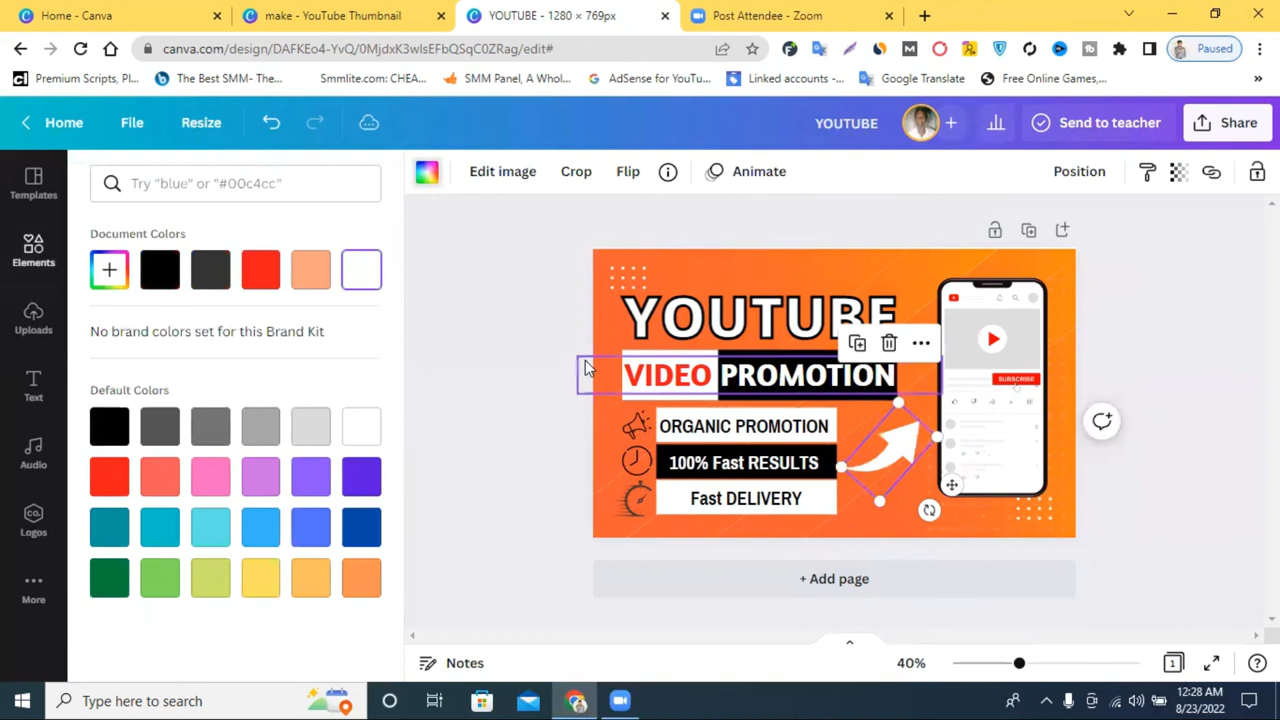 Home - Canva
make - YouTube Thumbnail
YOUTUBE - 1280 × 769px
Post Attendee - Zoom
canva.com/design/DAFKEo4-YvQ/0MjdxK3wIsEFbQSqC0ZRag/edit#
Paused
Premium Scripts, Pl...
The Best SMM- The...
Smmlite.com: CHEA...
SMM Panel, A Whol...
AdSense for YouTu...
Linked accounts -...
Google Translate
Free Online Games,...
Home
File
Resize
YOUTUBE
Send to teacher
Share
Templates
Elements
Uploads
Text
Audio
Logos
More
Try "blue" or "#00c4cc"
Document Colors
No brand colors set for this Brand Kit
Default Colors
Edit image
Crop
Flip
Animate
Position
YOUTUBE
VIDEO PROMOTION
ORGANIC PROMOTION
100% Fast RESULTS
Fast DELIVERY
SUBSCRIBE
+ Add page
Notes
40%
1
Type here to search
12:28 AM
8/23/2022